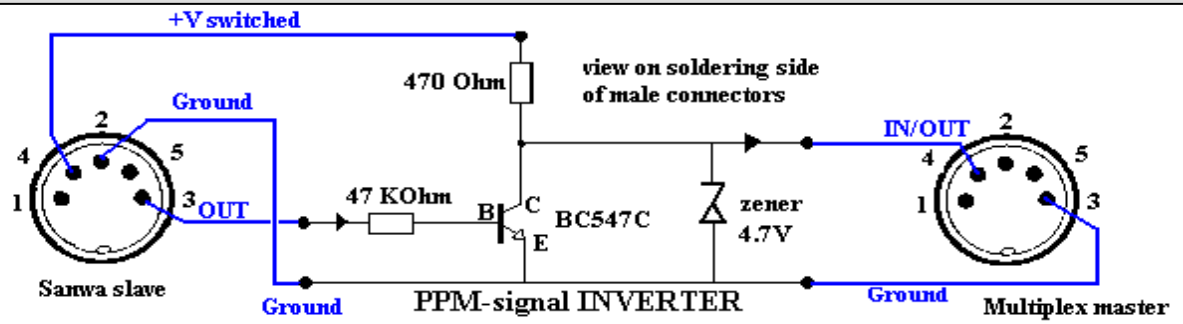 +V switched
470 Ohm
view on soldering side
of male connectors
Ground
2
4
5
1
3
OUT
47 KOhm
B
C
E
BC547C
zener
4.7V
IN/OUT
2
4
5
1
3
Sanwa slave
Ground
PPM-signal INVERTER
Ground
Multiplex master